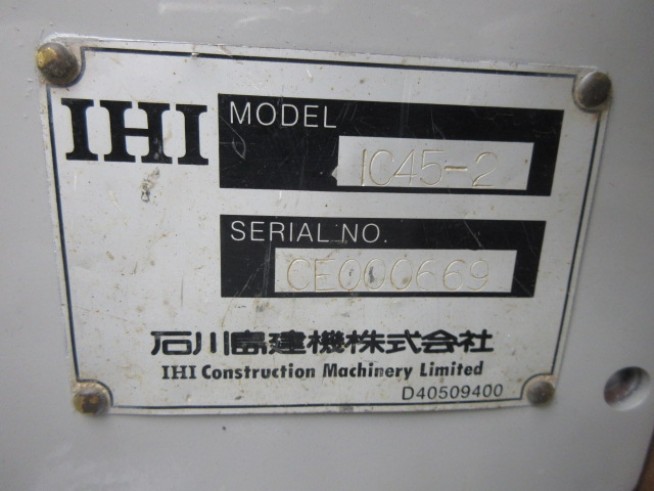 IHI
MODEL
IC45-2
SERIAL NO.
CE000669
石川島建機株式会社
IHI Construction Machinery Limited
D40509400